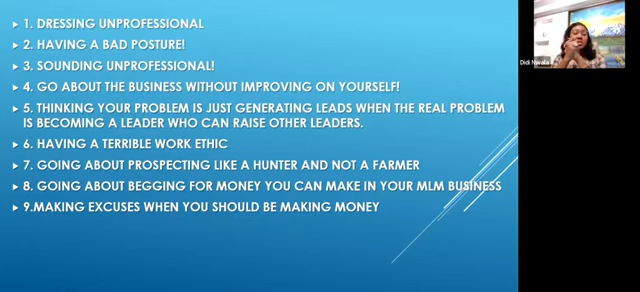 1. DRESSING UNPROFESSIONAL
2. HAVING A BAD POSTURE!
3. SOUNDING UNPROFESSIONAL!
4. GO ABOUT THE BUSINESS WITHOUT IMPROVING ON YOURSELF!
5. THINKING YOUR PROBLEM IS JUST GENERATING LEADS WHEN THE REAL PROBLEM
IS BECOMING A LEADER WHO CAN RAISE OTHER LEADERS.
6. HAVING A TERRIBLE WORK ETHIC
7. GOING ABOUT PROSPECTING LIKE A HUNTER AND NOT A FARMER
8. GOING ABOUT BEGGING FOR MONEY YOU CAN MAKE IN YOUR MLM BUSINESS
9.MAKING EXCUSES WHEN YOU SHOULD BE MAKING MONEY
Didi Nwala